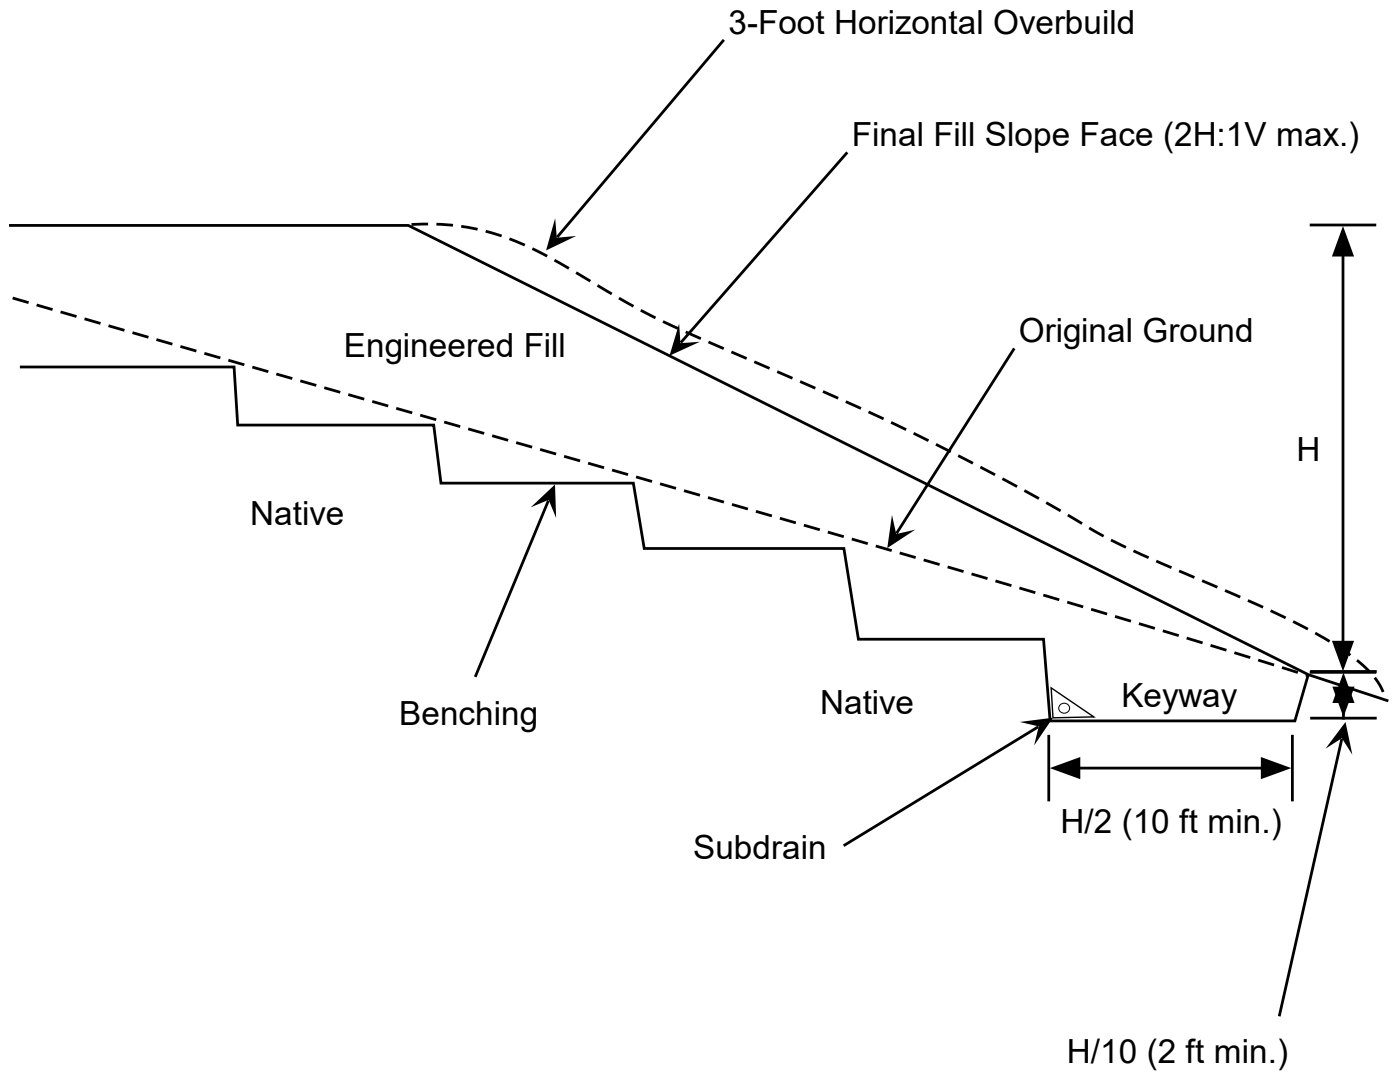 3-Foot Horizontal Overbuild
Final Fill Slope Face (2H:1V max.)
Original Ground
Engineered Fill
H
Native
Native
Keyway
Benching
H/2 (10 ft min.)
Subdrain
H/10 (2 ft min.)